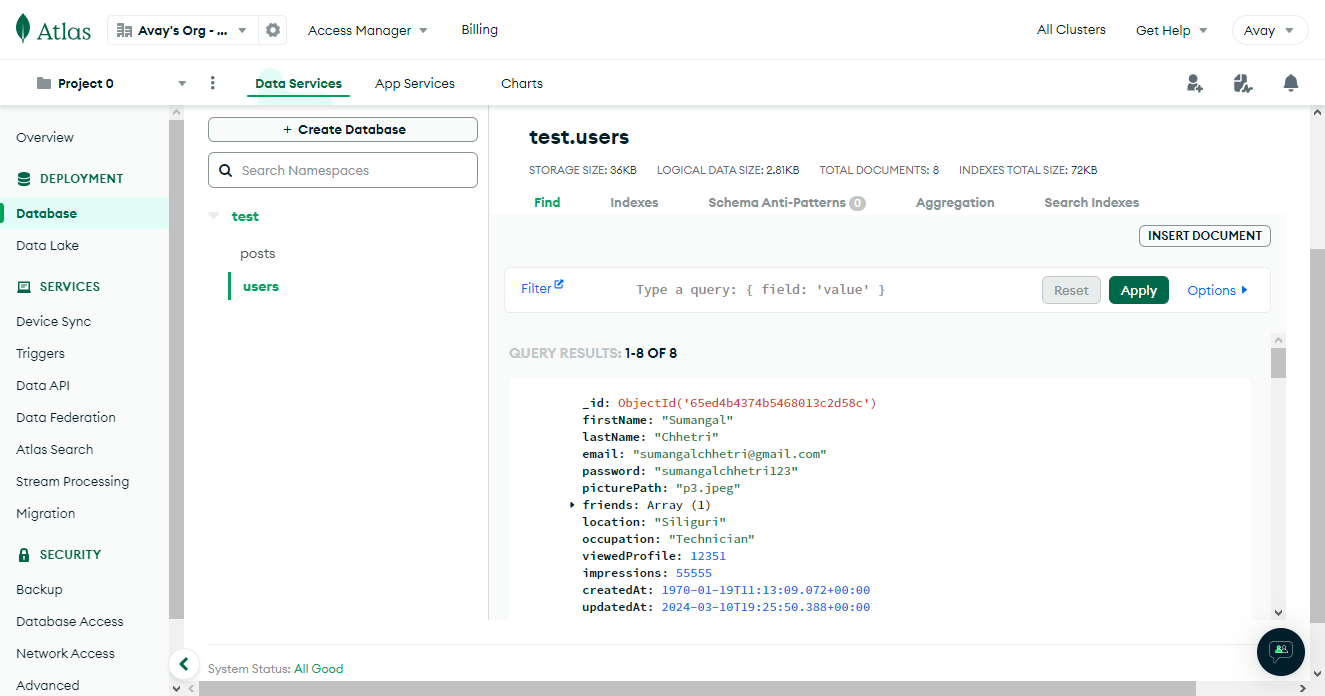 Atlas
Avay's Org - ...
Access Manager
Billing
All Clusters
Get Help
Avay
Project 0
Data Services
App Services
Charts
Overview
DEPLOYMENT
Database
Data Lake
SERVICES
Device Sync
Triggers
Data API
Data Federation
Atlas Search
Stream Processing
Migration
SECURITY
Backup
Database Access
Network Access
Advanced
+ Create Database
Search Namespaces
test
posts
users
test.users
STORAGE SIZE: 36KB LOGICAL DATA SIZE: 2.81KB TOTAL DOCUMENTS: 8 INDEXES TOTAL SIZE: 72KB
Find Indexes Schema Anti-Patterns 0 Aggregation Search Indexes
INSERT DOCUMENT
Filter Type a query: { field: 'value' } Reset Apply Options
QUERY RESULTS: 1-8 OF 8
_id: ObjectId('65ed4b4374b5468013c2d58c')
firstName: "Sumangal"
lastName: "Chhetri"
email: "sumangalchhetri@gmail.com"
password: "sumangalchhetri123"
picturePath: "p3.jpeg"
friends: Array (1)
location: "Siliguri"
occupation: "Technician"
viewedProfile: 12351
impressions: 55555
createdAt: 1970-01-19T11:13:09.072+00:00
updatedAt: 2024-03-10T19:25:50.388+00:00
System Status: All Good